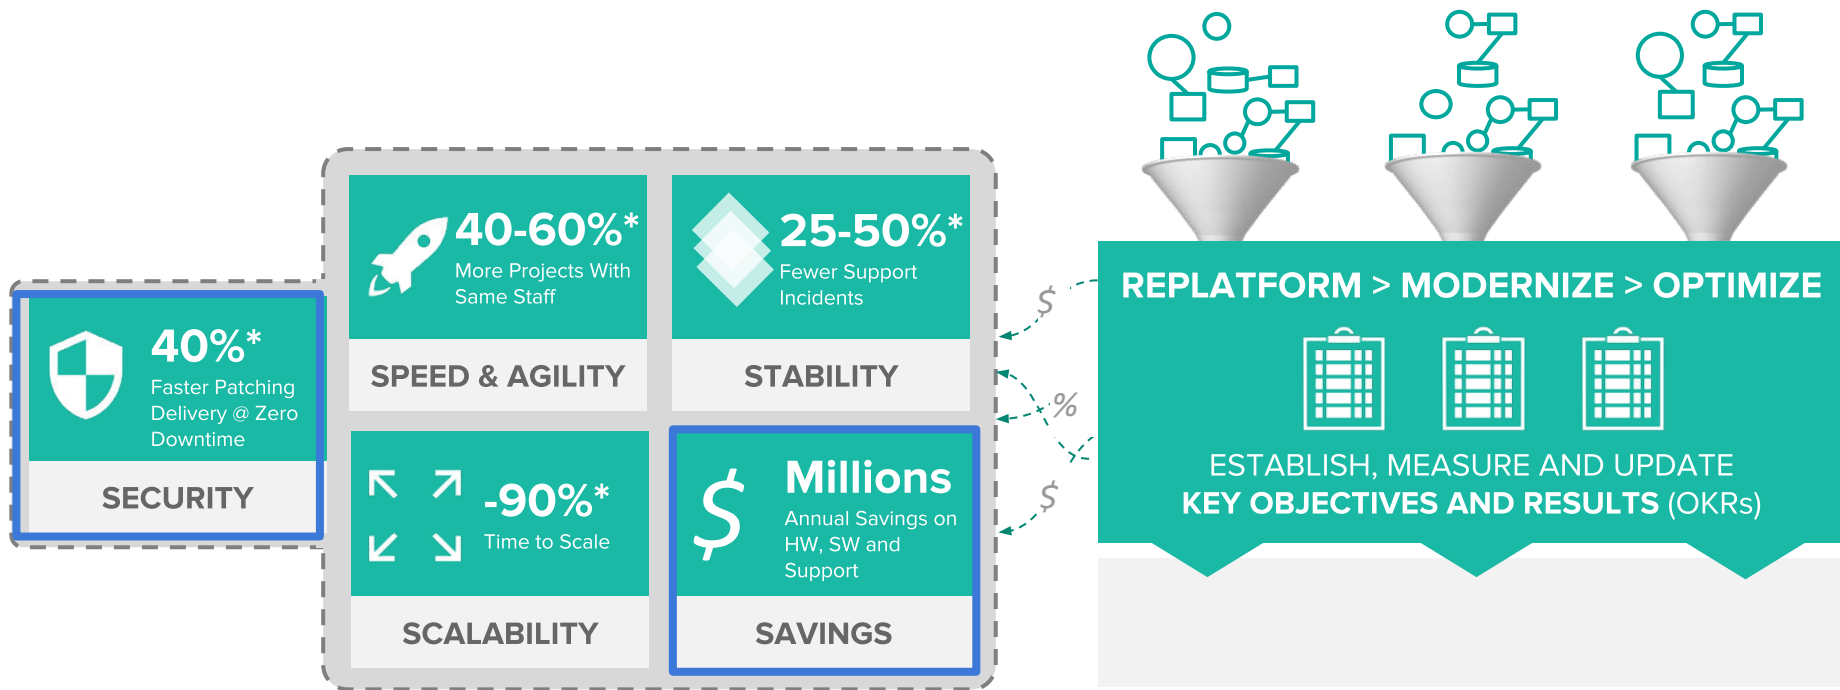 40%*
Faster Patching
Delivery @ Zero
Downtime
SECURITY
40-60%*
More Projects With
Same Staff
SPEED & AGILITY
25-50%*
Fewer Support
Incidents
STABILITY
-90%*
Time to Scale
SCALABILITY
$
Millions
Annual Savings on
HW, SW and
Support
SAVINGS
$
%
$
REPLATFORM > MODERNIZE > OPTIMIZE
ESTABLISH, MEASURE AND UPDATE
KEY OBJECTIVES AND RESULTS (OKRs)